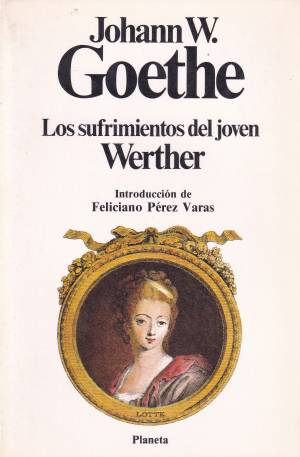 Johann W.
Goethe
Los sufrimientos del joven
Werther
Introducción de
Feliciano Pérez Varas
LOTTE
Planeta